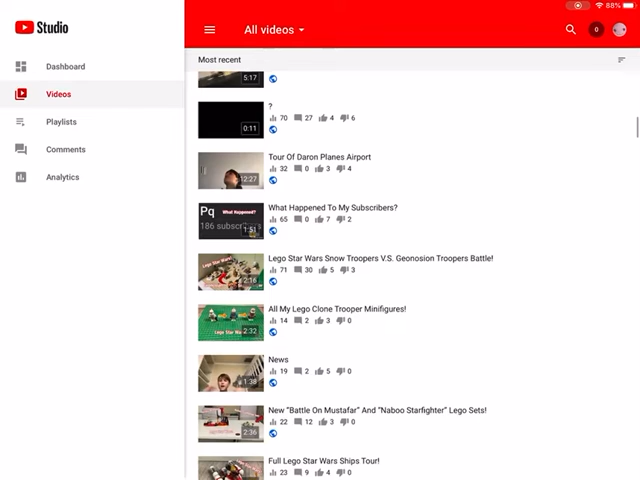 88%
Studio
All videos
0
Dashboard
Videos
Playlists
Comments
Analytics
Most recent
5:17
?
70 27 4 6
0:11
Tour Of Daron Planes Airport
32 0 3 4
12:27
What Happened To My Subscribers?
65 0 7 2
Pq What Happened?
186 subscribers
1:51
Lego Star Wars Snow Troopers V.S. Geonosion Troopers Battle!
71 30 5 3
Lego Star Wars
2:16
All My Lego Clone Trooper Minifigures!
14 2 3 0
2:32
News
19 2 5 0
1:38
New "Battle On Mustafar" And "Naboo Starfighter" Lego Sets!
22 12 3 0
2:36
Full Lego Star Wars Ships Tour!
23 9 4 0